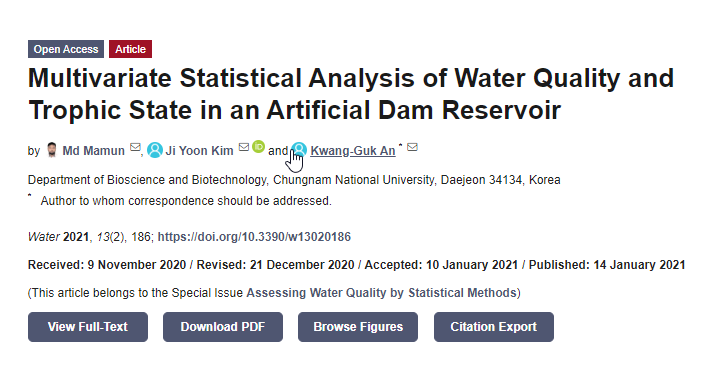 Open Access Article
Multivariate Statistical Analysis of Water Quality and
Trophic State in an Artificial Dam Reservoir
by Md Mamun, Ji Yoon Kim iD and Kwang-Guk An *
Department of Bioscience and Biotechnology, Chungnam National University, Daejeon 34134, Korea
* Author to whom correspondence should be addressed.
Water 2021, 13(2), 186; https://doi.org/10.3390/w13020186
Received: 9 November 2020 / Revised: 21 December 2020 / Accepted: 10 January 2021 / Published: 14 January 2021
(This article belongs to the Special Issue Assessing Water Quality by Statistical Methods)
View Full-Text Download PDF Browse Figures Citation Export